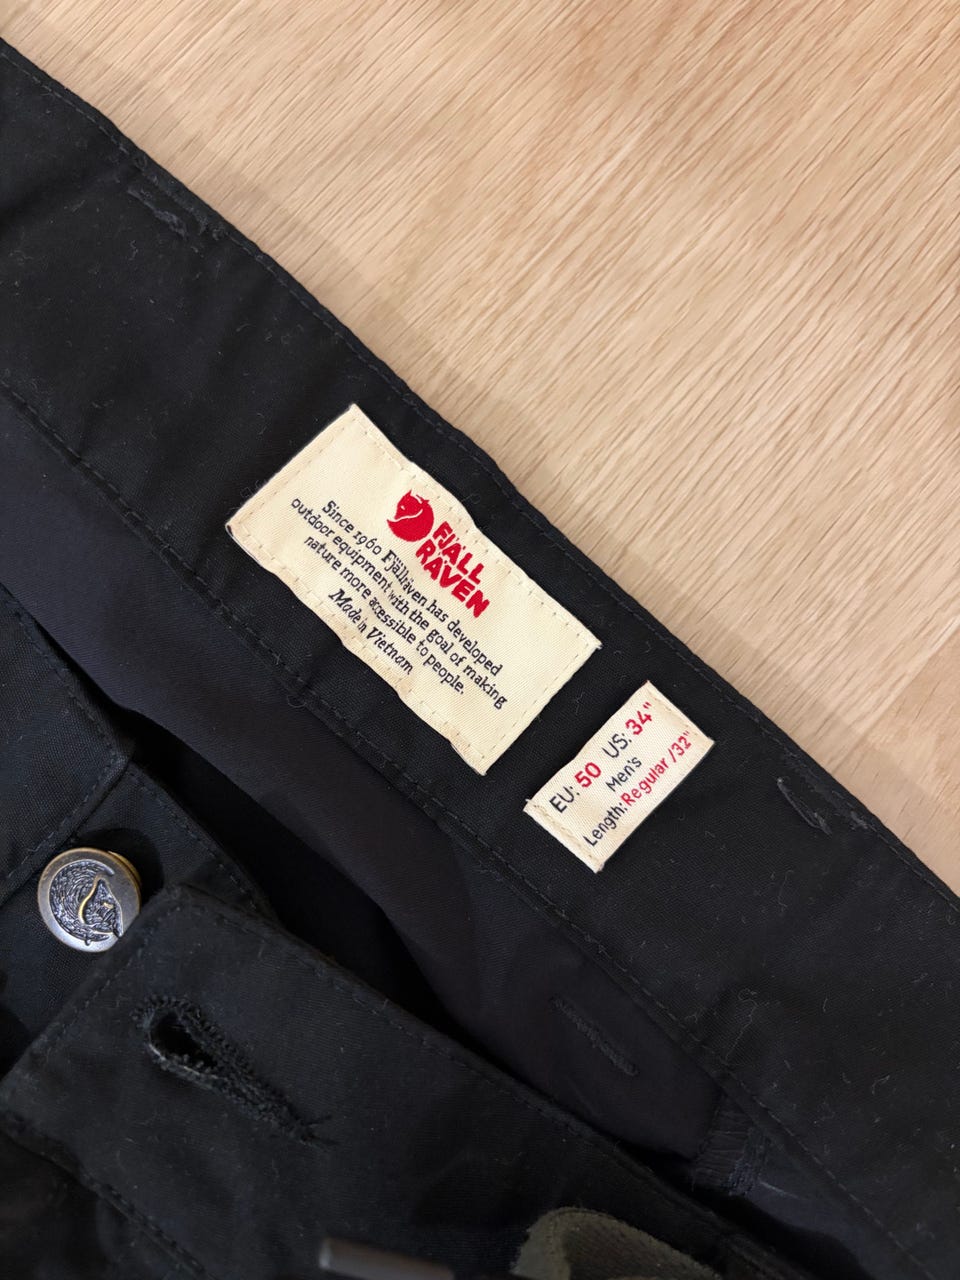 FJÄLL
RÄVEN
Since 1960 Fjällräven has developed
outdoor equipment with the goal of making
nature more acessible to people.
Made in Vietnam
EU: 50 US: 34"
Men's
Length: Regular /32"